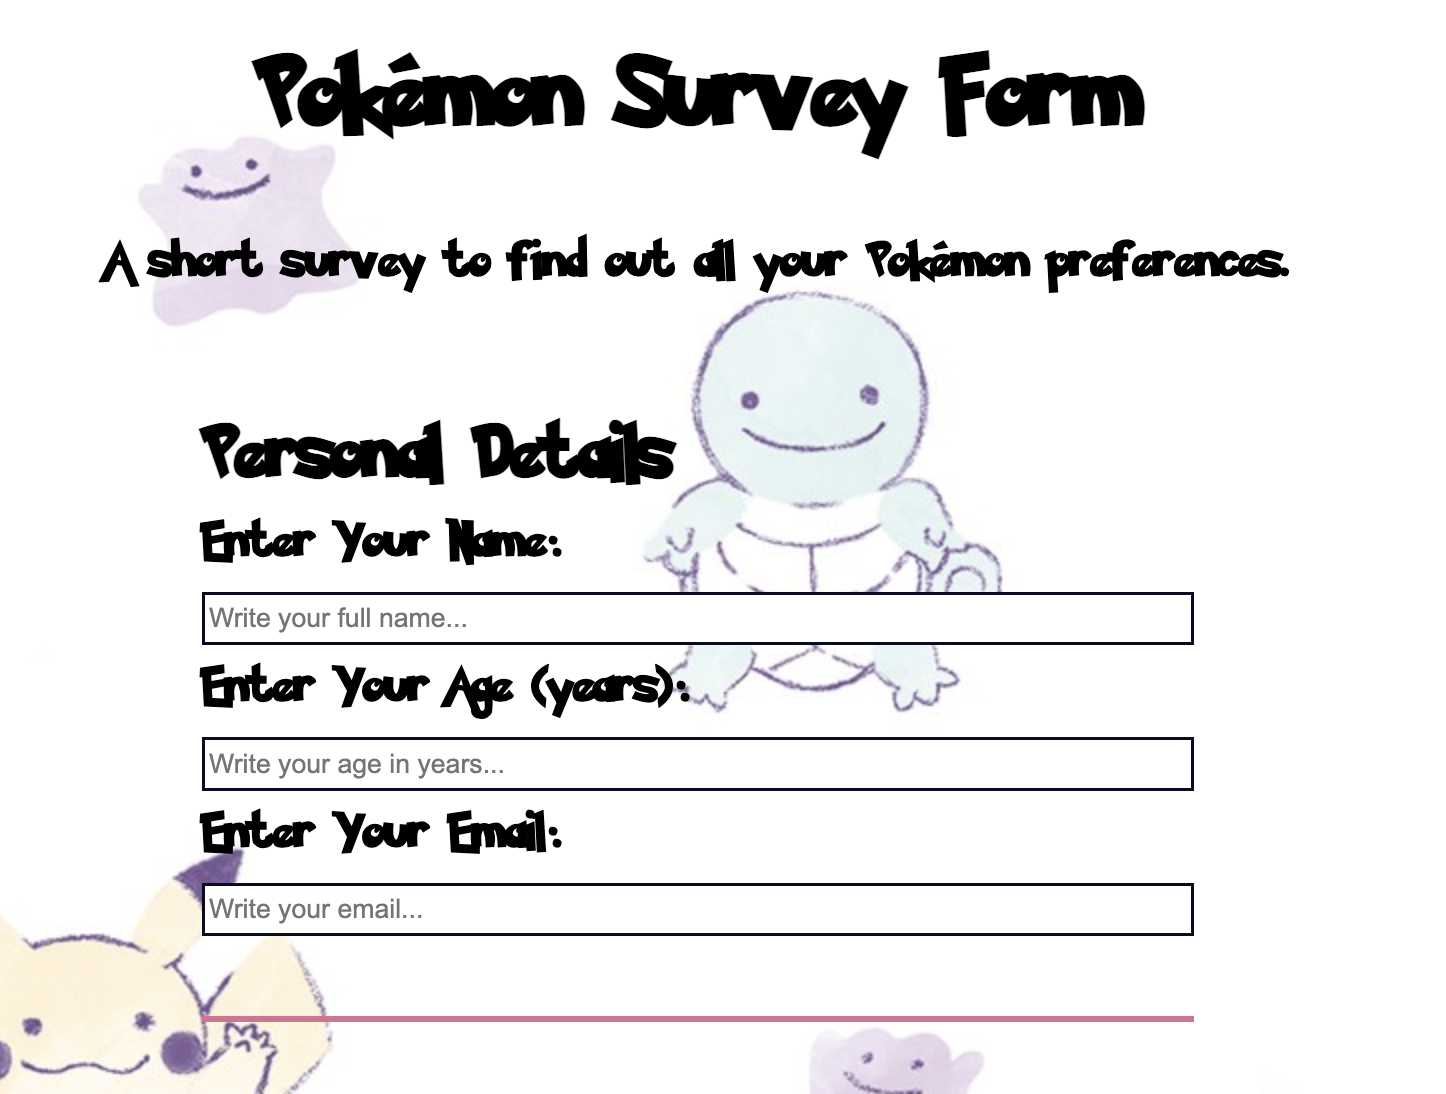 Pokémon Survey Form
A short survey to find out all your Pokémon preferences.
Personal Details
Enter Your Name:
Write your full name...
Enter Your Age (years):
Write your age in years...
Enter Your Email:
Write your email...